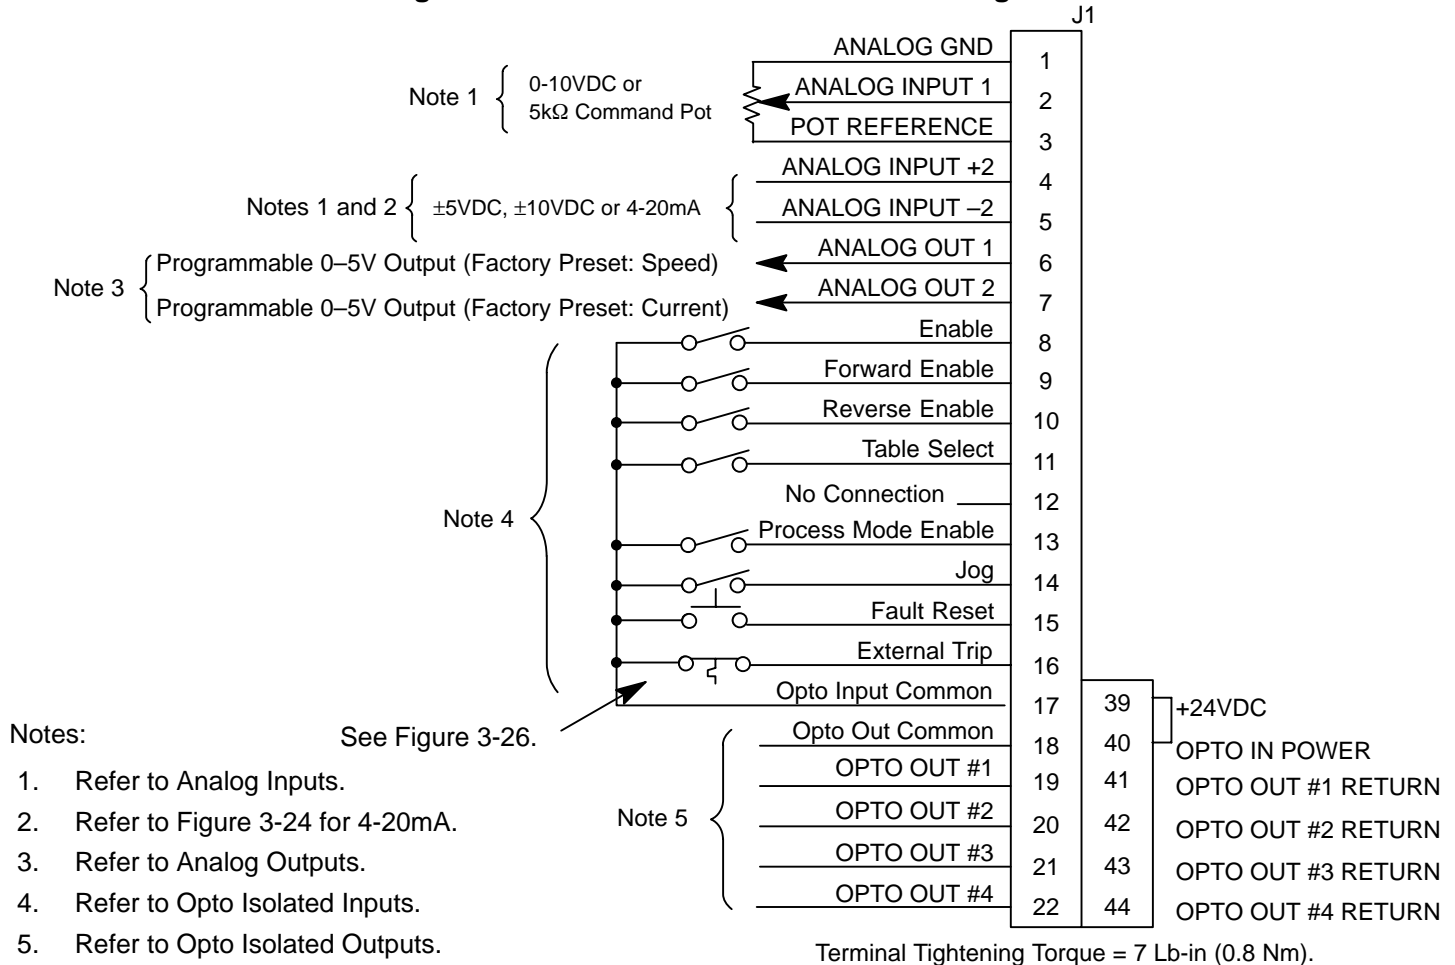 J1
ANALOG GND 1
Note 1 0-10VDC or
5kΩ Command Pot
ANALOG INPUT 1 2
POT REFERENCE 3
ANALOG INPUT +2 4
Notes 1 and 2 ±5VDC, ±10VDC or 4-20mA
ANALOG INPUT –2 5
Note 3
Programmable 0–5V Output (Factory Preset: Speed) ANALOG OUT 1 6
Programmable 0–5V Output (Factory Preset: Current) ANALOG OUT 2 7
Note 4
Enable 8
Forward Enable 9
Reverse Enable 10
Table Select 11
No Connection 12
Process Mode Enable 13
Jog 14
Fault Reset 15
External Trip 16
Opto Input Common 17
See Figure 3-26.
Note 5
Opto Out Common 18
OPTO OUT #1 19
OPTO OUT #2 20
OPTO OUT #3 21
OPTO OUT #4 22
39 +24VDC
40 OPTO IN POWER
41 OPTO OUT #1 RETURN
42 OPTO OUT #2 RETURN
43 OPTO OUT #3 RETURN
44 OPTO OUT #4 RETURN
Notes:
1. Refer to Analog Inputs.
2. Refer to Figure 3-24 for 4-20mA.
3. Refer to Analog Outputs.
4. Refer to Opto Isolated Inputs.
5. Refer to Opto Isolated Outputs.
Terminal Tightening Torque = 7 Lb-in (0.8 Nm).